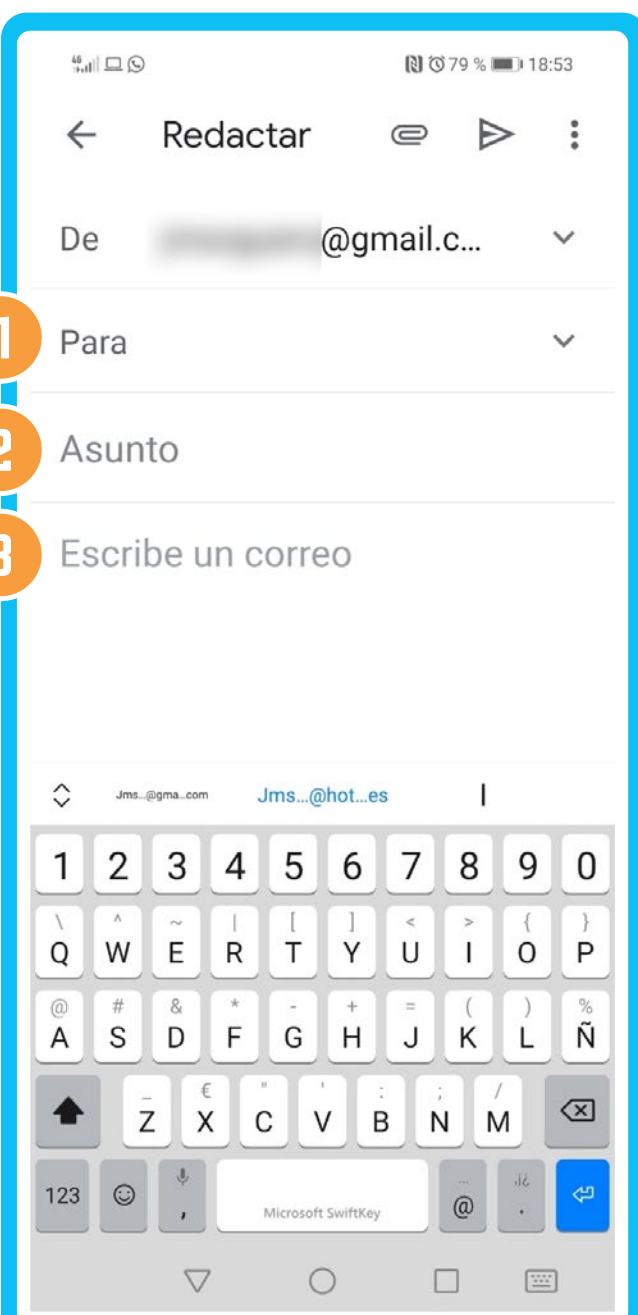 4G 79 % 18:53
Redactar
De @gmail.c...
1 Para
2 Asunto
3 Escribe un correo
Jms...@gma...com Jms...@hot...es
1 2 3 4 5 6 7 8 9 0
\ ^ ~ | [ ] < > { }
Q W E R T Y U I O P
@ # & * - + = ( ) %
A S D F G H J K L Ñ
_ € " ' : ; /
Z X C V B N M
... ,i¿
123 , Microsoft SwiftKey @ .